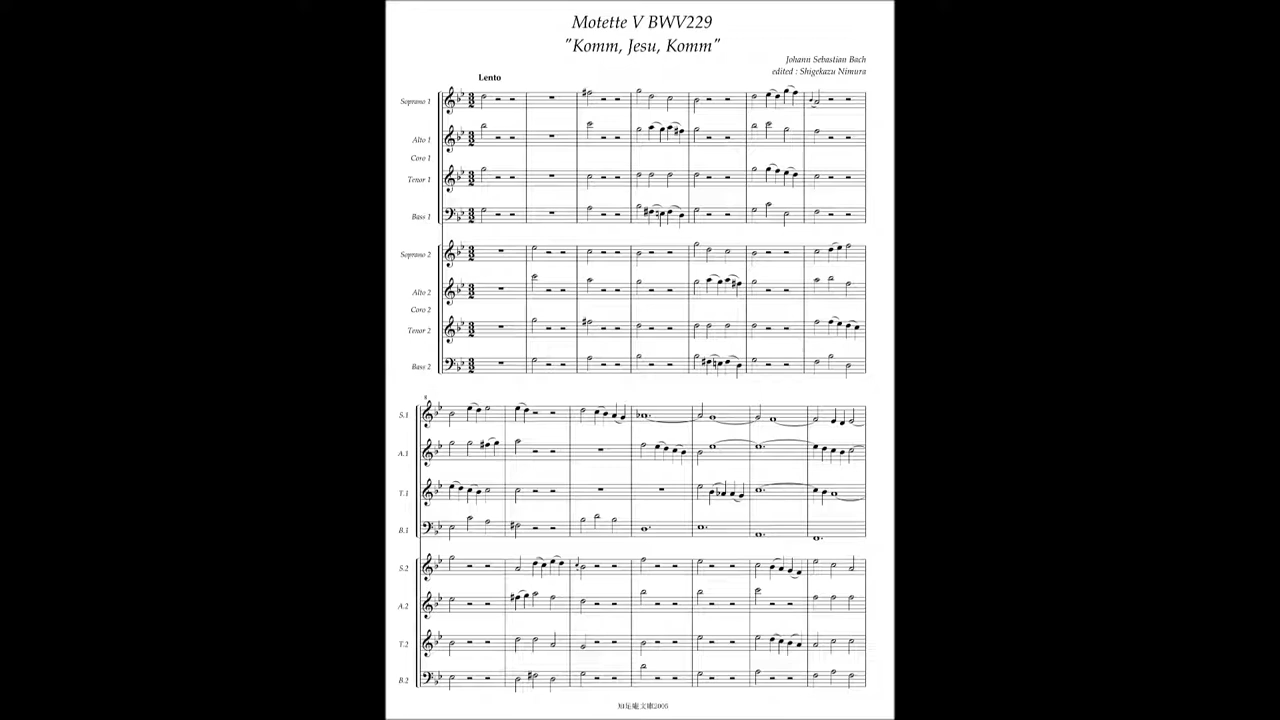 Motette V BWV229
"Komm, Jesu, Komm"
Johann Sebastian Bach
edited : Shigekazu Nimura
Lento
Soprano 1
Alto 1
Coro 1
Tenor 1
Bass 1
Soprano 2
Alto 2
Coro 2
Tenor 2
Bass 2
8
S.1
A.1
T.1
B.1
S.2
A.2
T.2
B.2
知足庵文庫2005